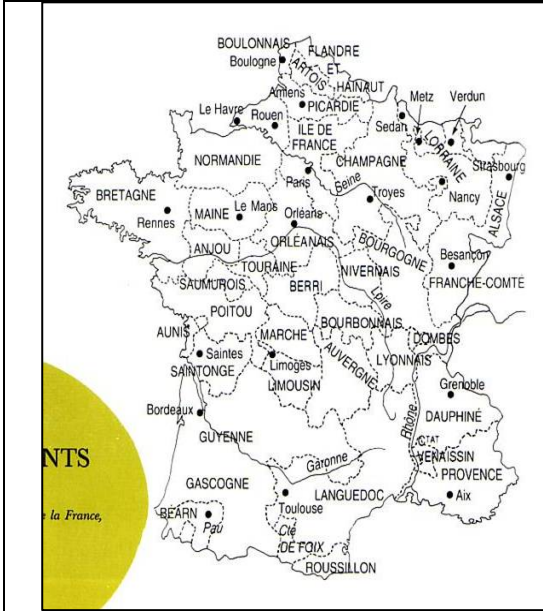 BOULONNAIS
FLANDRE
ET
HAINAUT
Boulogne
ARTOIS
Amiens
PICARDIE
Metz
Verdun
Le Havre
Rouen
Sedan
ILE DE
FRANCE
LORRAINE
NORMANDIE
CHAMPAGNE
Strasbourg
Paris
Seine
BRETAGNE
Troyes
Nancy
ALSACE
MAINE
Le Mans
Rennes
Orléans
ORLÉANAIS
BOURGOGNE
ANJOU
Besançon
TOURAINE
NIVERNAIS
FRANCHE-COMTÉ
SAUMUROIS
BERRI
Loire
POITOU
BOURBONNAIS
AUNIS
MARCHE
DOMBES
Saintes
Limoges
LYONNAIS
SAINTONGE
LIMOUSIN
AUVERGNE
Grenoble
Bordeaux
DAUPHINÉ
GUYENNE
Rhône
CTAT
VENAISSIN
NTS
Garonne
PROVENCE
GASCOGNE
LANGUEDOC
Aix
Toulouse
la France,
BÉARN
Pau
Cté
DE FOIX
ROUSSILLON